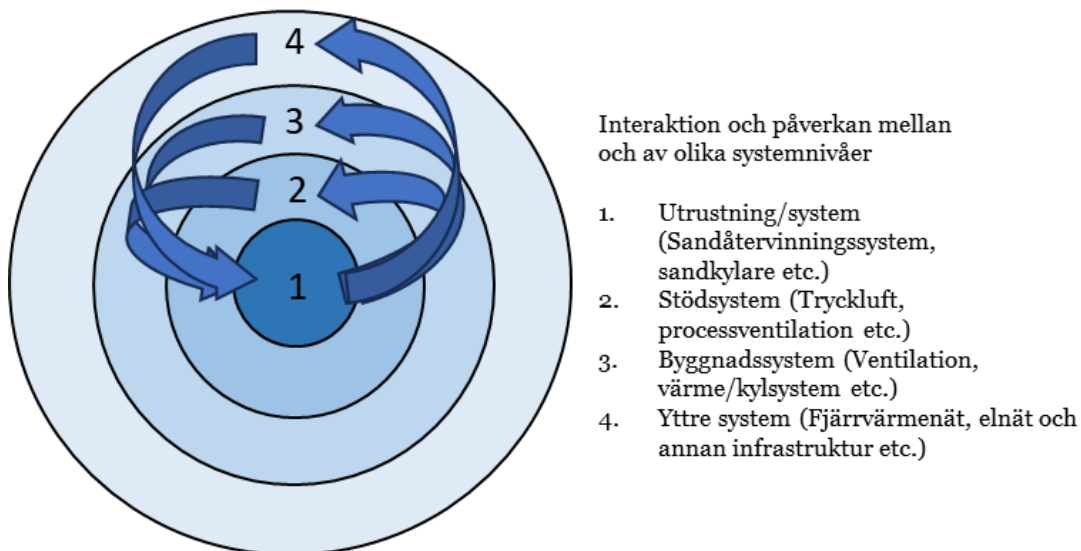 4
3
2
1
Interaktion och påverkan mellan
och av olika systemnivåer
1. Utrustning/system
(Sandåtervinningssystem,
sandkylare etc.)
2. Stödsystem (Tryckluft,
processventilation etc.)
3. Byggnadssystem (Ventilation,
värme/kylsystem etc.)
4. Yttre system (Fjärrvärmenät, elnät och
annan infrastruktur etc.)